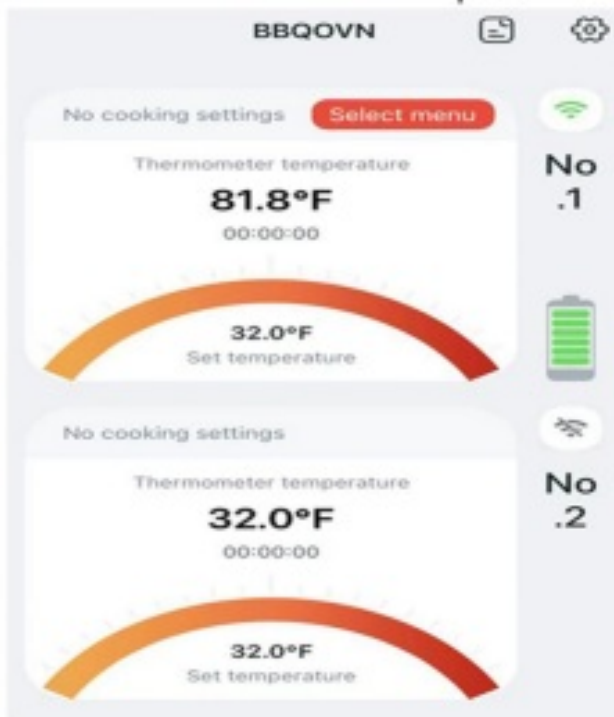 BBQOVN
No cooking settings Select menu
Thermometer temperature
81.8°F
00:00:00
32.0°F
Set temperature
No
.1
No cooking settings
Thermometer temperature
32.0°F
00:00:00
32.0°F
Set temperature
No
.2